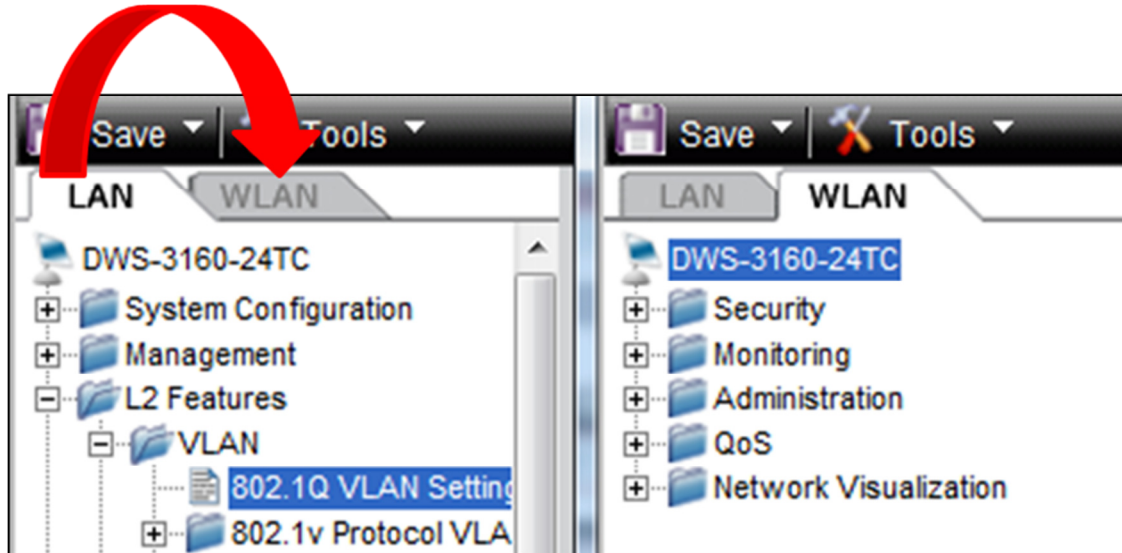 Save Tools
LAN WLAN
DWS-3160-24TC
System Configuration
Management
L2 Features
VLAN
802.1Q VLAN Setting
802.1v Protocol VLA
Save Tools
LAN WLAN
DWS-3160-24TC
Security
Monitoring
Administration
QoS
Network Visualization